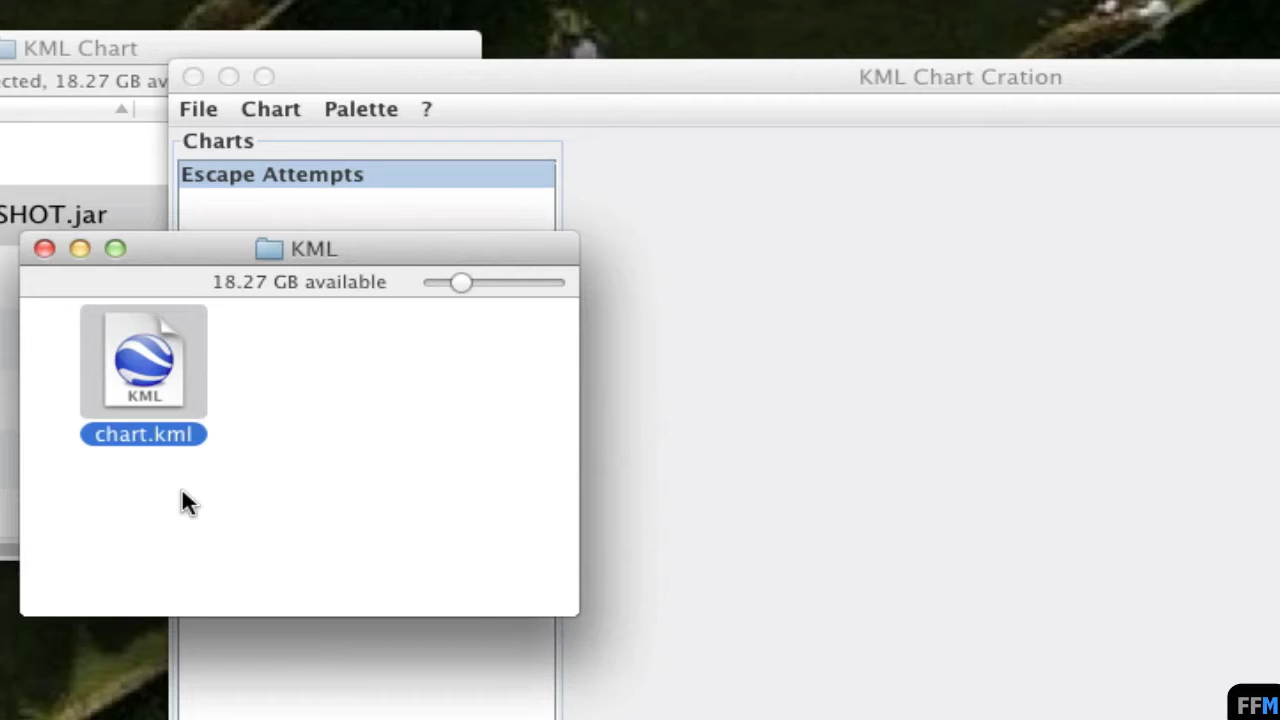 KML Chart
cted, 18.27 GB av
SHOT.jar
KML Chart Cration
File Chart Palette ?
Charts
Escape Attempts
KML
18.27 GB available
KML
chart.kml
FFM